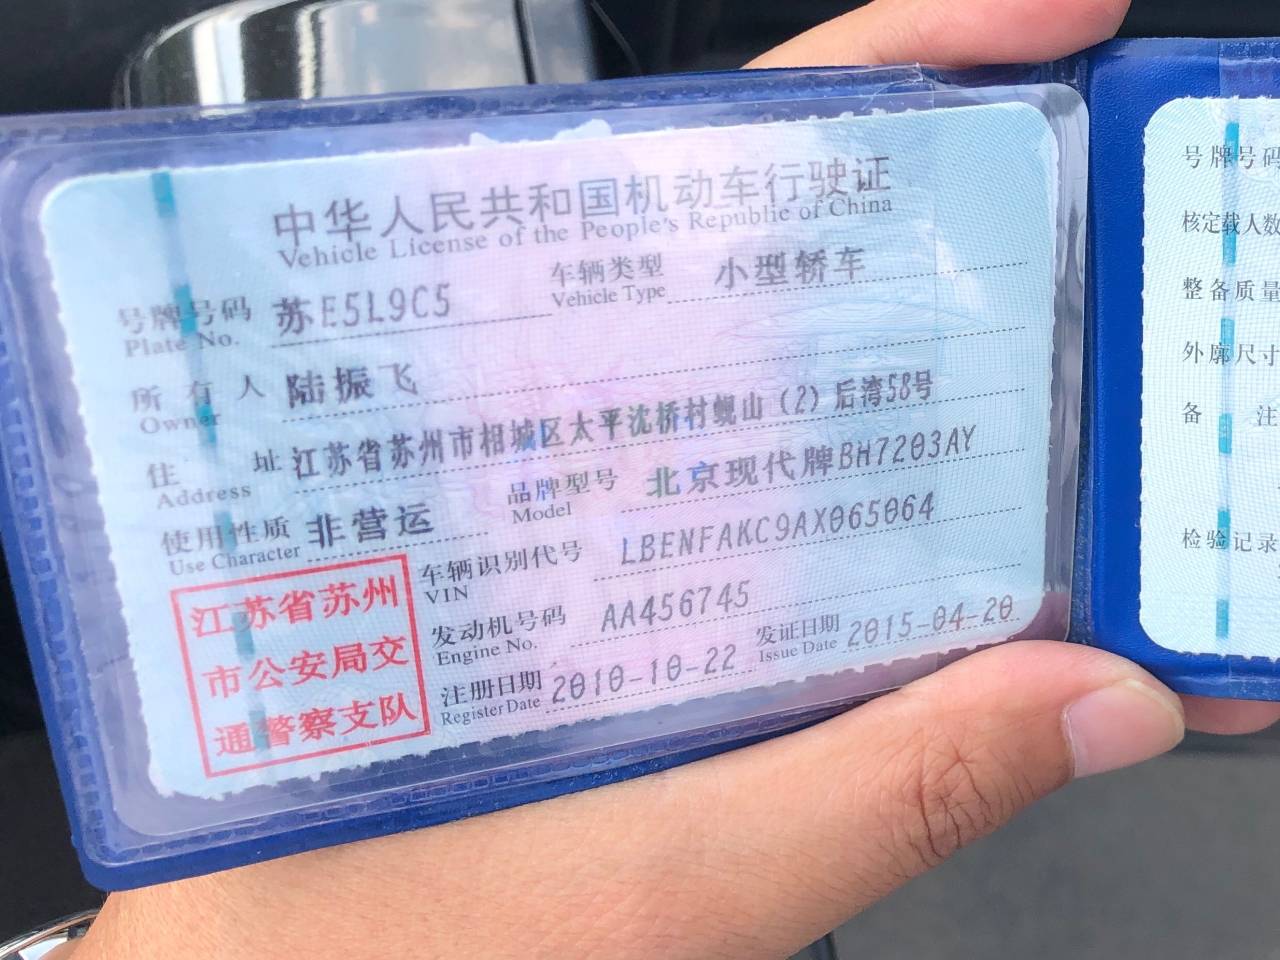 中华人民共和国机动车行驶证
Vehicle License of the People's Republic of China
号牌号码 苏E5L9C5 车辆类型 小型轿车
Plate No. Vehicle Type
所有人 陆振飞
Owner
住址 江苏省苏州市相城区太平沈桥村蚬山（2）后湾58号
Address
使用性质 非营运 品牌型号 北京现代牌BH7203AY
Use Character Model
车辆识别代号 LBENFAKC9AX065064
VIN
发动机号码 AA456745
Engine No.
注册日期 2010-10-22 发证日期 2015-04-20
Register Date Issue Date
江苏省苏州
市公安局交
通警察支队
号牌号码
核定载人数
整备质量
外廓尺寸
备注
检验记录